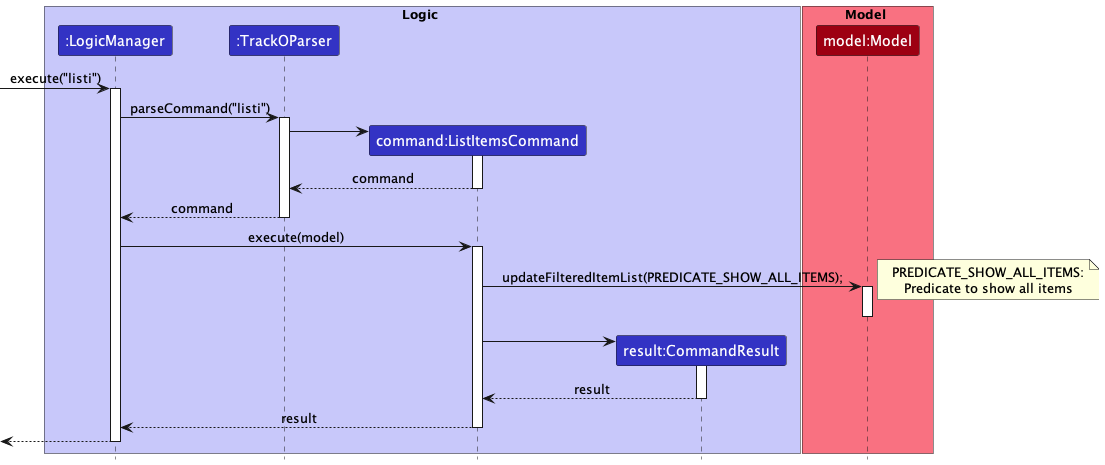 Logic
Model
:LogicManager
:TrackOParser
model:Model
execute("listi")
parseCommand("listi")
command:ListItemsCommand
command
command
execute(model)
PREDICATE_SHOW_ALL_ITEMS:
Predicate to show all items
updateFilteredItemList(PREDICATE_SHOW_ALL_ITEMS);
result:CommandResult
result
result